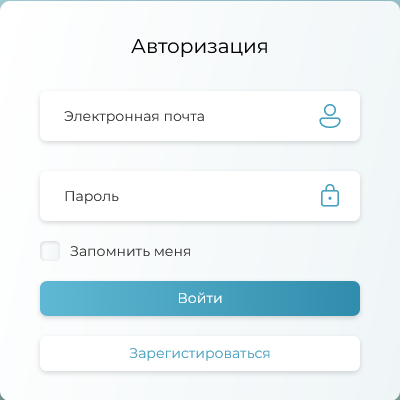 Авторизация
Электронная почта
Пароль
Запомнить меня
Войти
Зарегистироваться